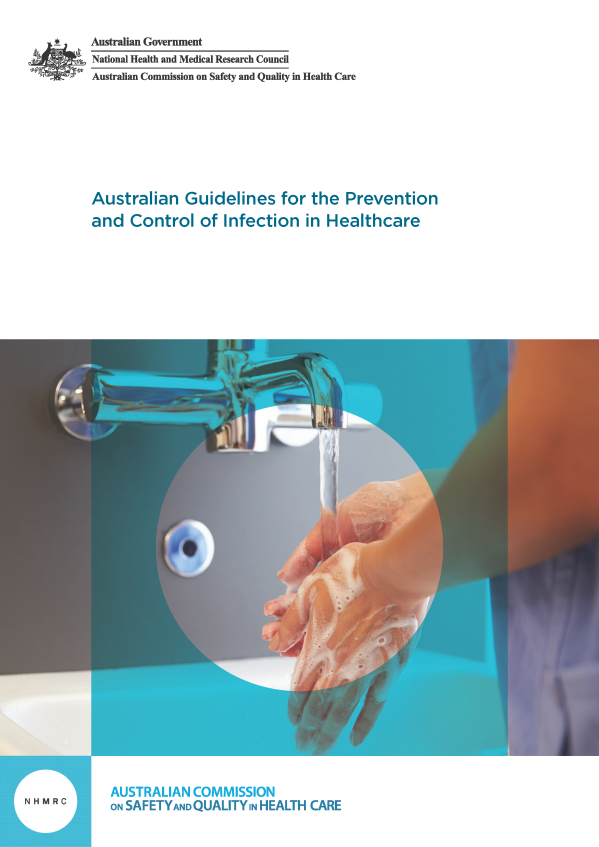 Australian Government
National Health and Medical Research Council
Australian Commission on Safety and Quality in Health Care
Australian Guidelines for the Prevention
and Control of Infection in Healthcare
NHMRC
AUSTRALIAN COMMISSION
ON SAFETY AND QUALITY IN HEALTH CARE